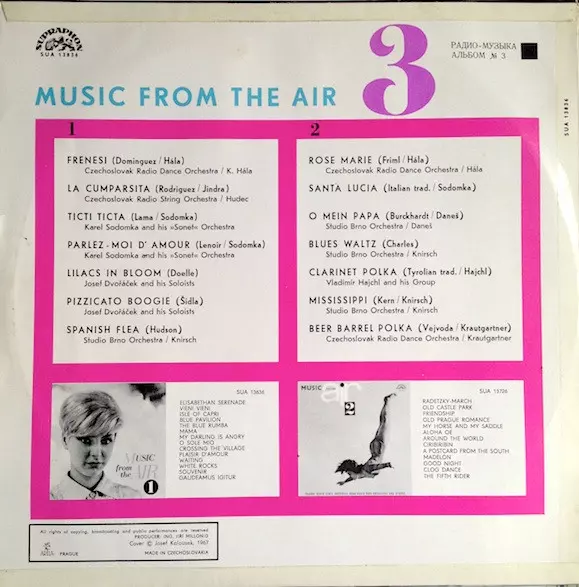 SUPRAPHON
SUA 13836
3
РАДИО-МУЗЫКА
АЛЬБОМ № 3
MUSIC FROM THE AIR
SUA 13836
1
FRENESI (Dominguez / Hála)
Czechoslovak Radio Dance Orchestra / K. Hála
LA CUMPARSITA (Rodriguez / Jindra)
Czechoslovak Radio String Orchestra / Hudec
TICTI TICTA (Lama / Sodomka)
Karel Sodomka and his »Sonet« Orchestra
PARLEZ - MOI D' AMOUR (Lenoir / Sodomka)
Karel Sodomka and his »Sonet« Orchestra
LILACS IN BLOOM (Doelle)
Josef Dvořáček and his Soloists
PIZZICATO BOOGIE (Šidla)
Josef Dvořáček and his Soloists
SPANISH FLEA (Hudson)
Studio Brno Orchestra / Knirsch
2
ROSE MARIE (Friml / Hála)
Czechoslovak Radio Dance Orchestra / Hála
SANTA LUCIA (Italian trad. / Sodomka)
O MEIN PAPA (Burckhardt / Daneš)
Studio Brno Orchestra / Daneš
BLUES WALTZ (Charles)
Studio Brno Orchestra / Knirsch
CLARINET POLKA (Tyrolian trad. / Hajchl)
Vladimír Hajchl and his Group
MISSISSIPPI (Kern / Knirsch)
Studio Brno Orchestra / Knirsch
BEER BARREL POLKA (Vejvoda / Krautgartner)
Czechoslovak Radio Dance Orchestra / Krautgartner
MUSIC
from the
AIR
1
SUA 13616
ELISABETHAN SERENADE
VIENI VIENI
ISLE OF CAPRI
BLUE PAVILION
THE BLUE RUMBA
MAMA
MY DARLING IS ANGRY
O SOLE MIO
CROSSING THE VILLAGE
PLAISIR D'AMOUR
WAITING
WHITE ROCKS
SOUVENIR
GAUDEAMUS IGITUR
MUSIC
air
2
SUA 13726
RADETZKY-MARCH
OLD CASTLE PARK
FRIENDSHIP
OLD PRAGUE ROMANCE
MY HORSE AND MY SADDLE
ALOHA OE
AROUND THE WORLD
CIRIBIRIBIN
A POSTCARD FROM THE SOUTH
MADELON
GOOD NIGHT
CLOG DANCE
THE FIFTH RIDER
All rights of copying, broadcasting and public performances are reserved
PRODUCER: ING. JIŘÍ MILLONIG
Cover © Josef Kalousek, 1967
ARTIA PRAGUE
MADE IN CZECHOSLOVAKIA